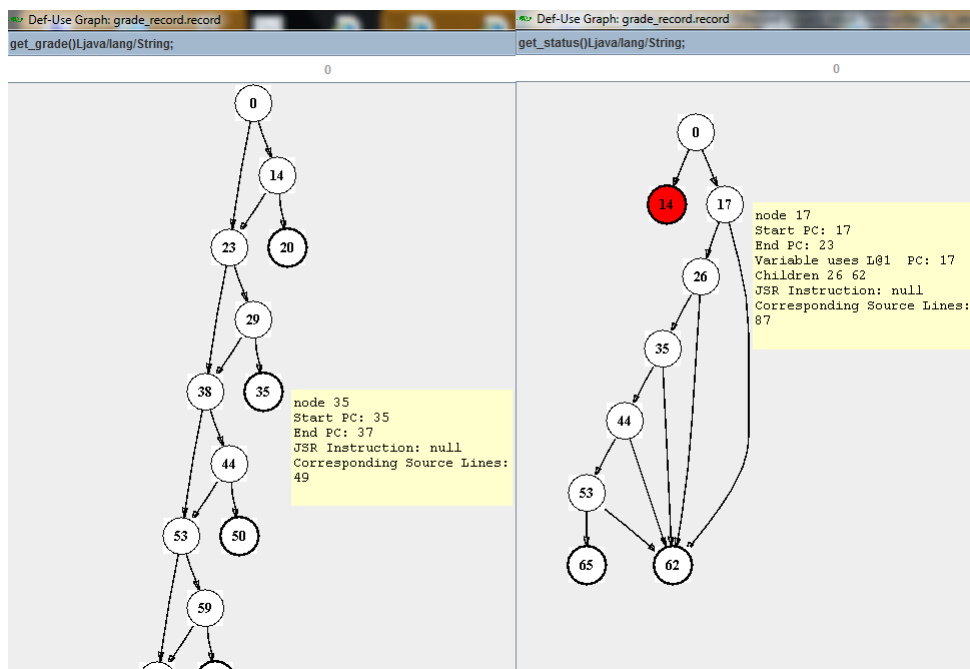 Def-Use Graph: grade_record.record
get_grade()Ljava/lang/String;
0
0
14
23
20
29
38
35
node 35
Start PC: 35
End PC: 37
JSR Instruction: null
Corresponding Source Lines:
49
44
53
50
59
Def-Use Graph: grade_record.record
get_status()Ljava/lang/String;
0
0
14
17
node 17
Start PC: 17
End PC: 23
Variable uses L@1 PC: 17
Children 26 62
JSR Instruction: null
Corresponding Source Lines:
87
26
35
44
53
65
62